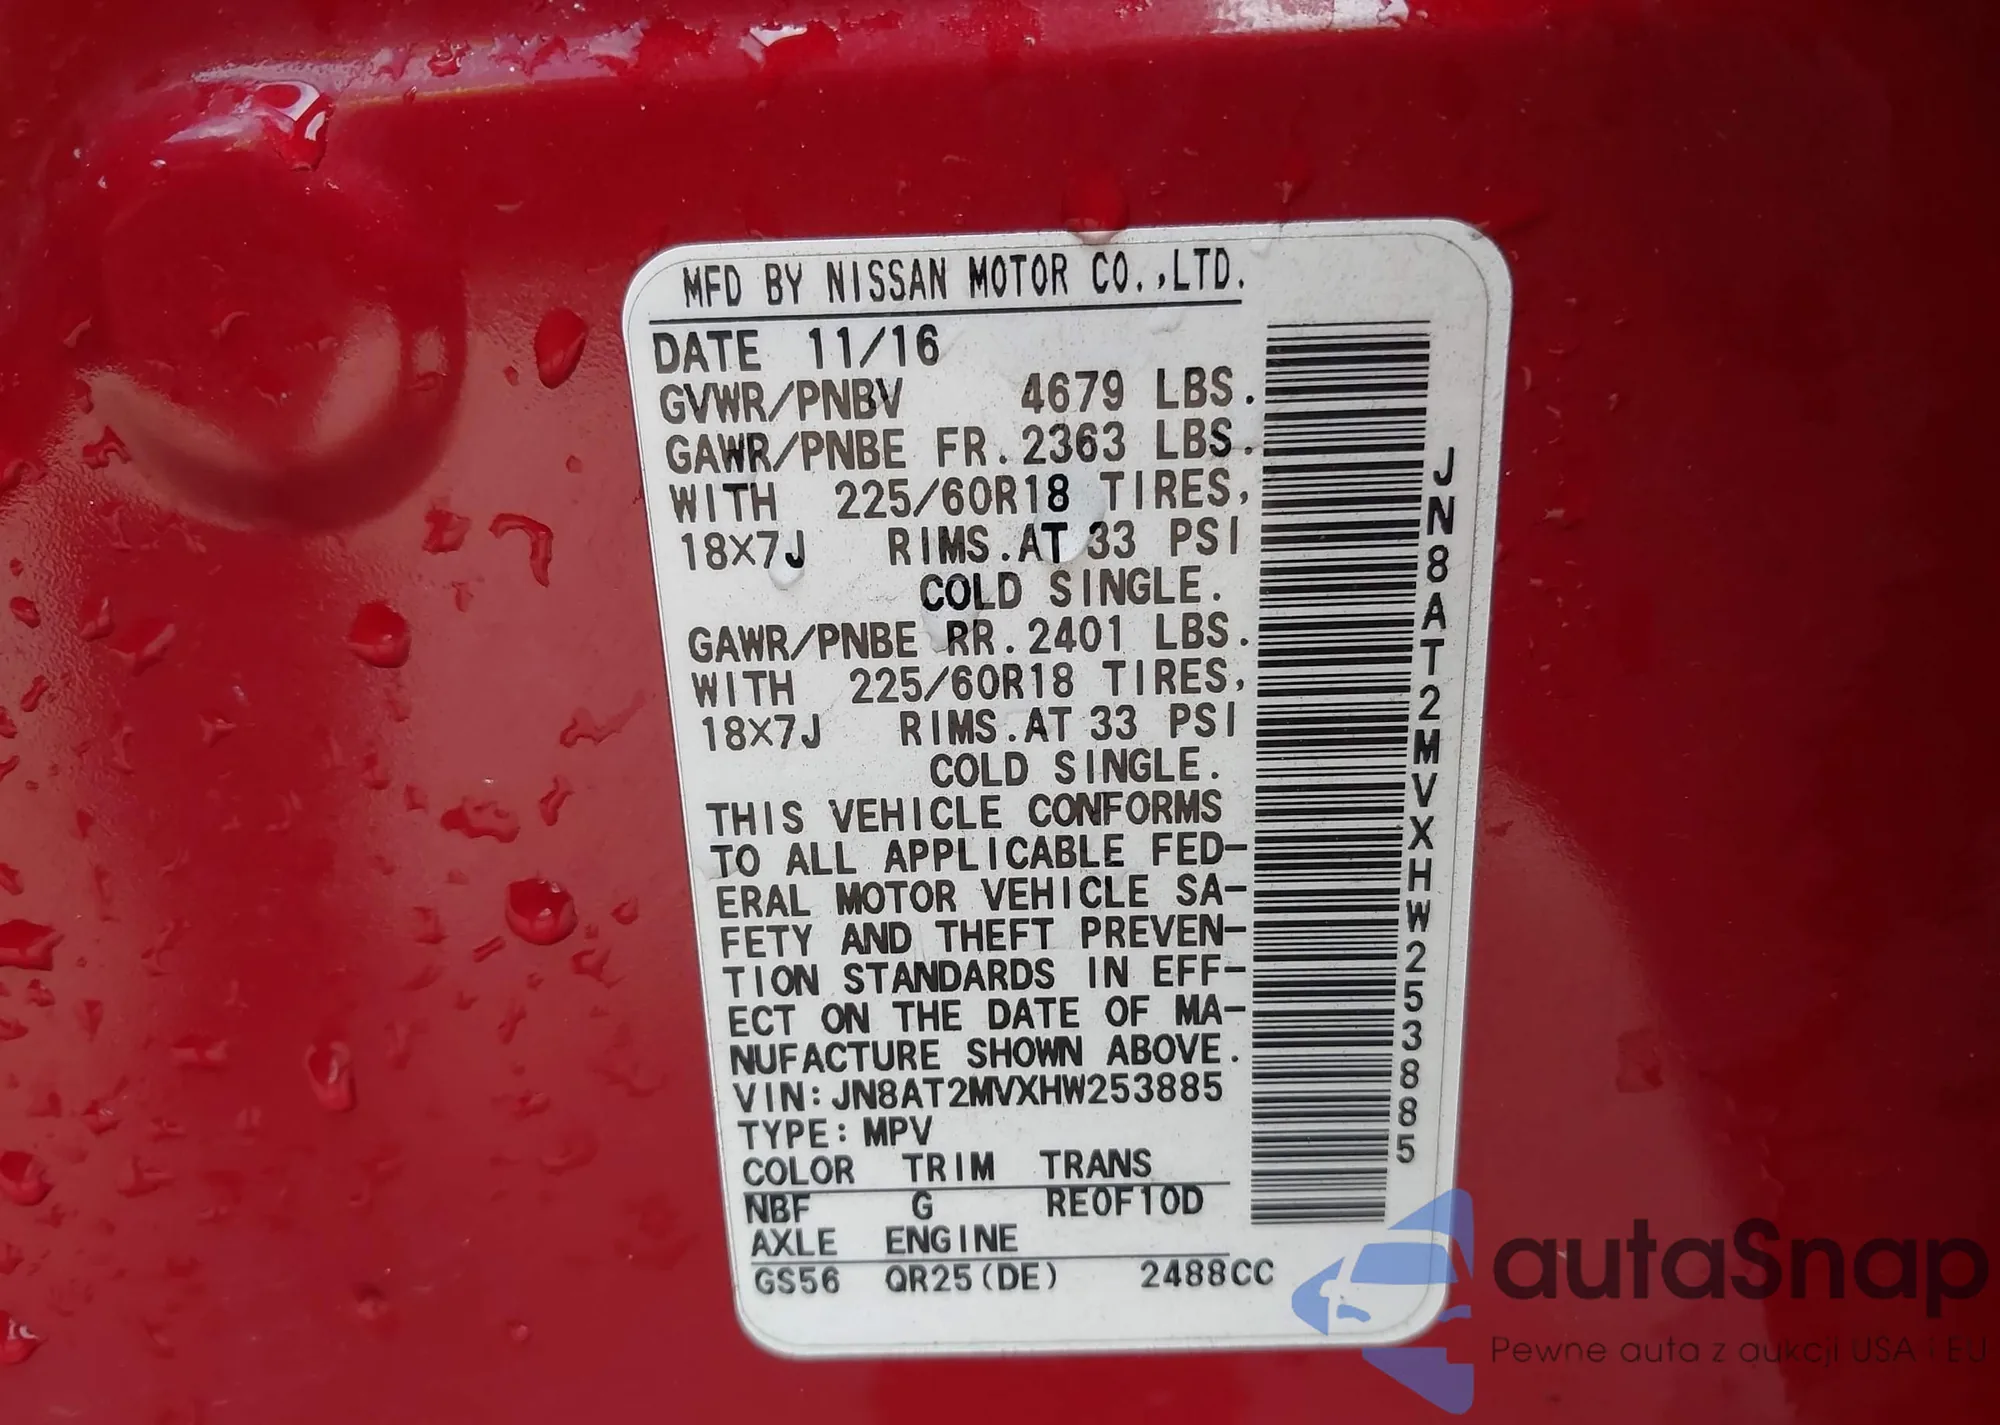 MFD BY NISSAN MOTOR CO.,LTD.
DATE 11/16
GVWR/PNBV 4679 LBS.
GAWR/PNBE FR.2363 LBS.
WITH 225/60R18 TIRES,
18X7J RIMS.AT 33 PSI
COLD SINGLE.
GAWR/PNBE RR.2401 LBS.
WITH 225/60R18 TIRES,
18X7J RIMS.AT 33 PSI
COLD SINGLE.
THIS VEHICLE CONFORMS
TO ALL APPLICABLE FED-
ERAL MOTOR VEHICLE SA-
FETY AND THEFT PREVEN-
TION STANDARDS IN EFF-
ECT ON THE DATE OF MA-
NUFACTURE SHOWN ABOVE.
VIN:JN8AT2MVXHW253885
TYPE:MPV
COLOR TRIM TRANS
NBF G RE0F10D
AXLE ENGINE
GS56 QR25(DE) 2488CC
JN8AT2MVXHW253885
autaSnap
Pewne auta z aukcji USA i EU